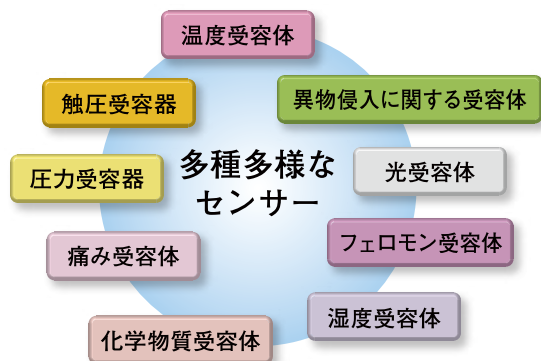 温度受容体
触圧受容器
異物侵入に関する受容体
多種多様な
センサー
圧力受容器
光受容体
痛み受容体
フェロモン受容体
化学物質受容体
湿度受容体